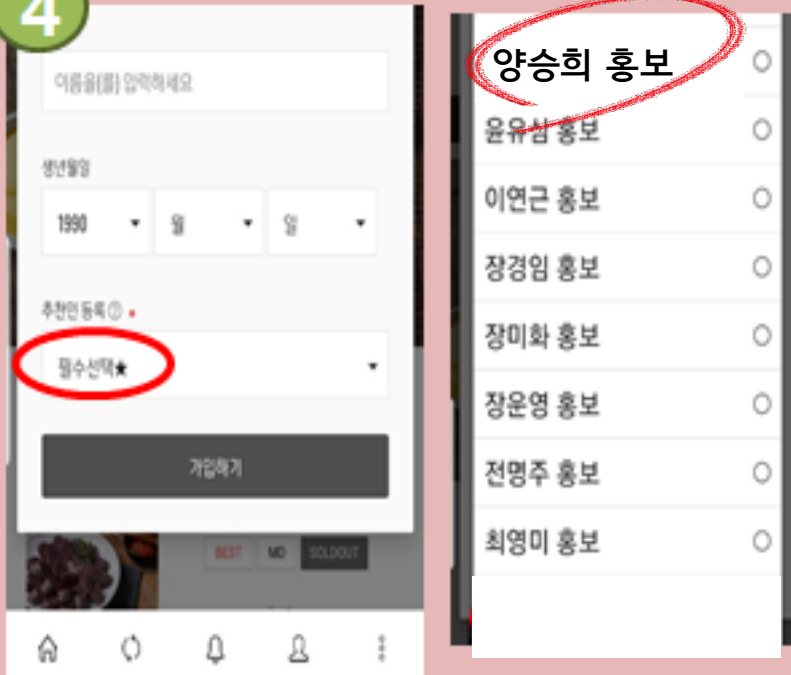 4
이름을(를) 입력하세요
생년월일
1990 월 일
추천인 등록 ?
필수선택★
가입하기
BEST MD SOLDOUT
양승희 홍보
윤유심 홍보
이연근 홍보
장경임 홍보
장미화 홍보
장운영 홍보
전명주 홍보
최영미 홍보